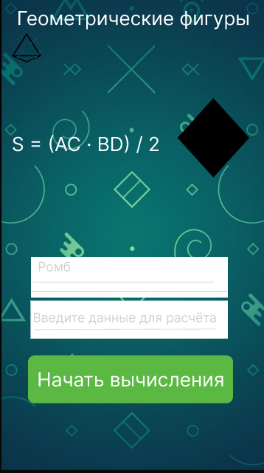 Геометрические фигуры
S = (AC · BD) / 2
Ромб
Введите данные для расчёта
Начать вычисления